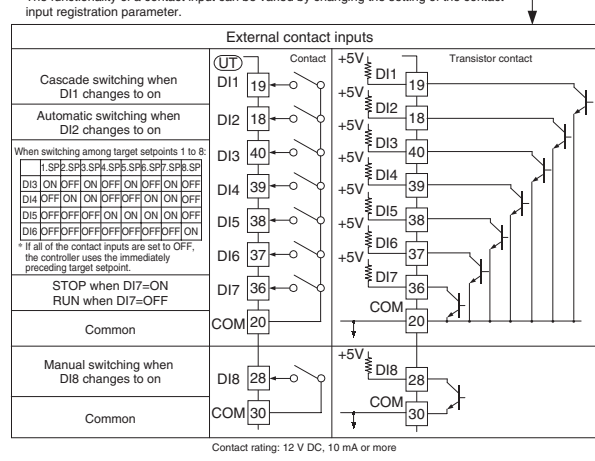 The functionality of a contact input can be varied by changing the setting of the contact
input registration parameter.
External contact inputs
UT
Contact
Transistor contact
Cascade switching when
DI1 changes to on
DI1 19
+5V DI1 19
Automatic switching when
DI2 changes to on
DI2 18
+5V DI2 18
When switching among target setpoints 1 to 8:
1.SP 2.SP 3.SP 4.SP 5.SP 6.SP 7.SP 8.SP
DI3 ON OFF ON OFF ON OFF ON OFF
DI4 OFF ON ON OFF OFF ON ON OFF
DI5 OFF OFF OFF ON ON ON ON OFF
DI6 OFF OFF OFF OFF OFF OFF OFF ON
* If all of the contact inputs are set to OFF,
the controller uses the immediately
preceding target setpoint.
DI3 40
+5V DI3 40
DI4 39
+5V DI4 39
DI5 38
+5V DI5 38
DI6 37
+5V DI6 37
STOP when DI7=ON
RUN when DI7=OFF
DI7 36
+5V DI7 36
Common
COM 20
COM 20
Manual switching when
DI8 changes to on
DI8 28
+5V DI8 28
Common
COM 30
COM 30
Contact rating: 12 V DC, 10 mA or more